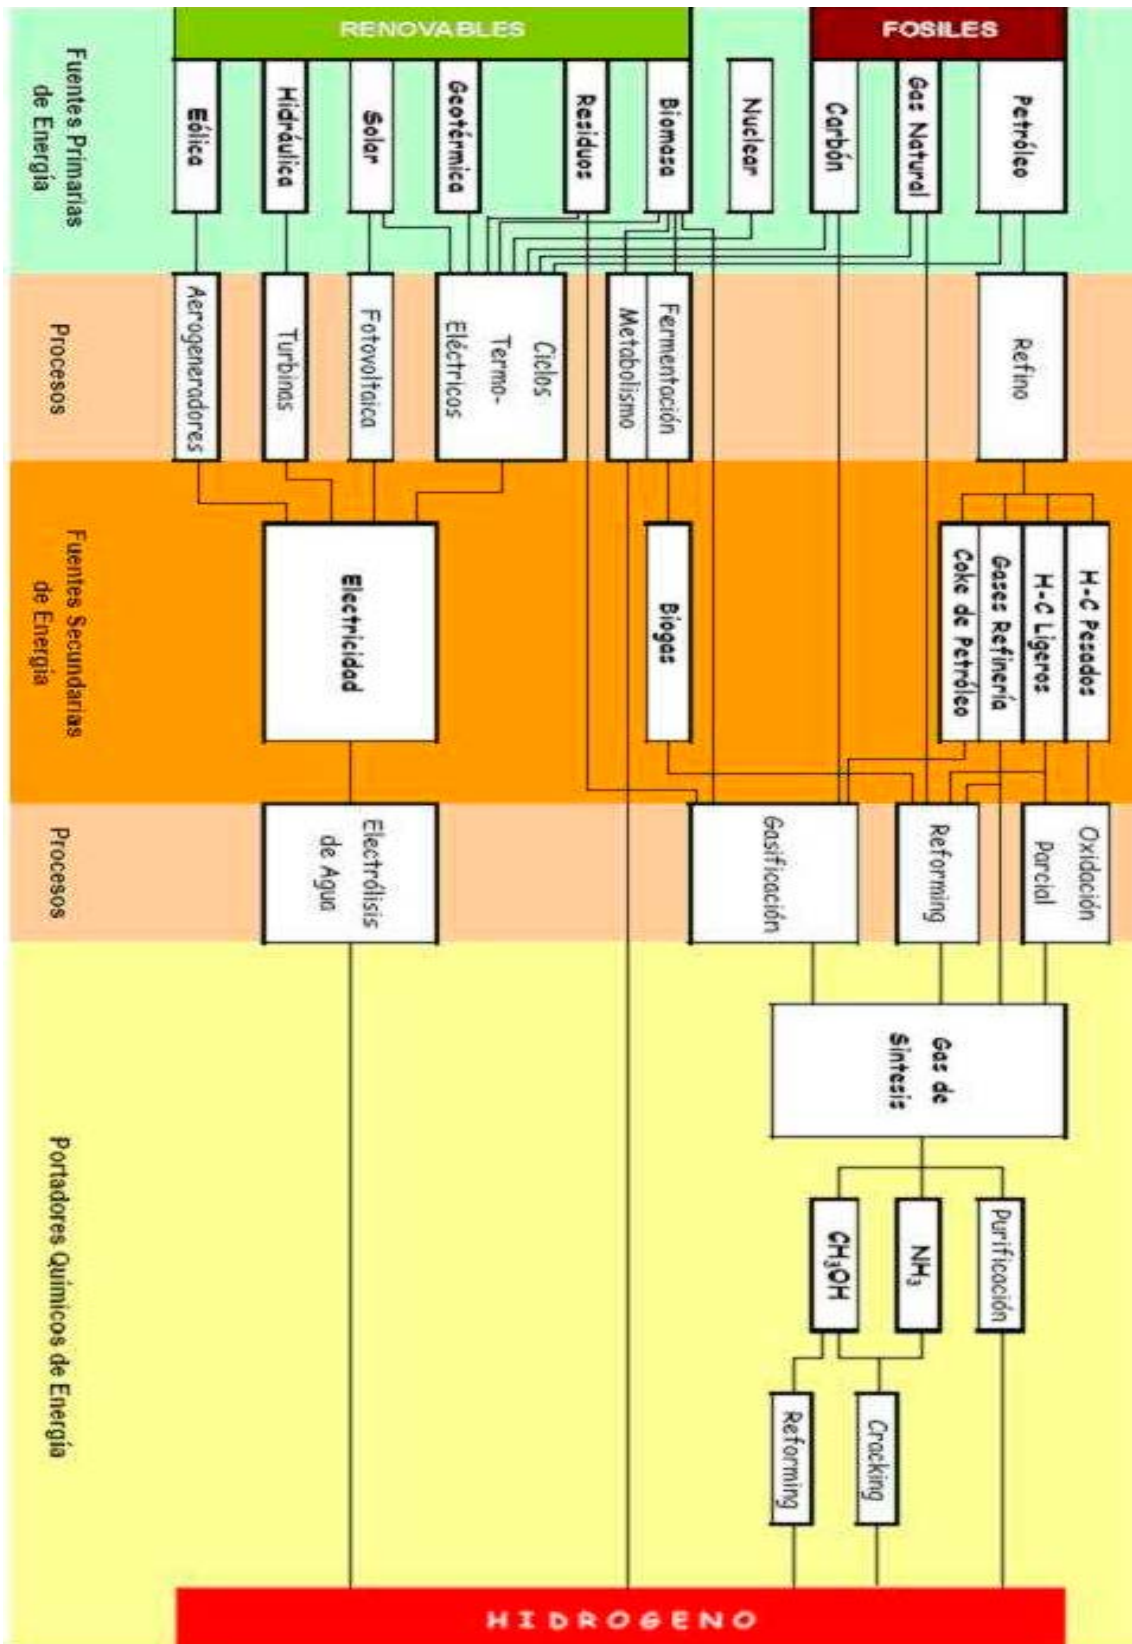 RENOVABLES
FOSILES
Fuentes Primarias
de Energía
Eólica
Hidráulica
Solar
Geotérmica
Residuos
Biomasa
Nuclear
Carbón
Gas Natural
Petróleo
Procesos
Aerogeneradores
Turbinas
Fotovoltaica
Ciclos
Termo-
Eléctricos
Metabolismo
Fermentación
Refino
Fuentes Secundarias
de Energía
Electricidad
Biogas
Coke de Petróleo
Gases Refinería
H-C Ligeros
H-C Pesados
Procesos
Electrólisis
de Agua
Gasificación
Reforming
Oxidación
Parcial
Portadores Químicos de Energía
Gas de
Síntesis
CH₃OH
NH₃
Purificación
Reforming
Cracking
HIDROGENO